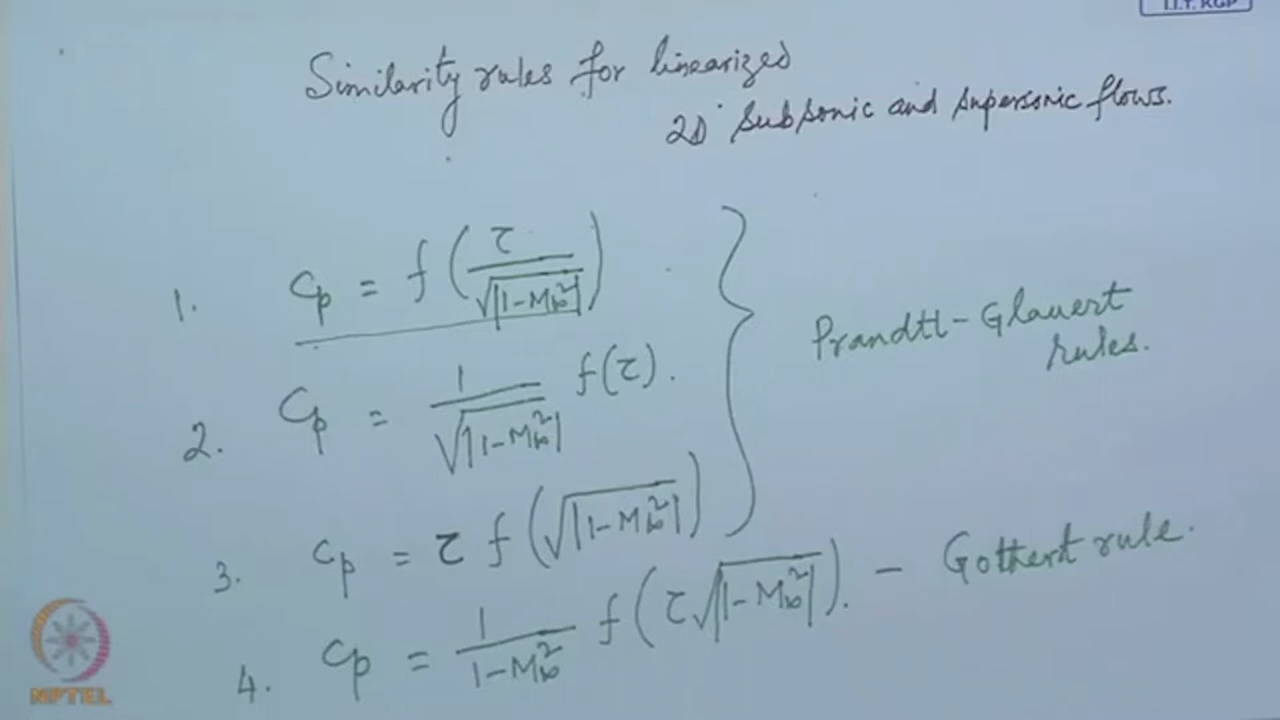 I.I.T. KGP
Similarity rules for linearized
2D subsonic and supersonic flows.
1. Cp = f(τ/√|1-M∞²|)
2. Cp = 1/√|1-M∞²| f(τ).
3. Cp = τ f(√|1-M∞²|)
Prandtl-Glauert
rules.
4. Cp = 1/1-M∞² f(τ√|1-M∞²|). - Gothert rule.
NPTEL